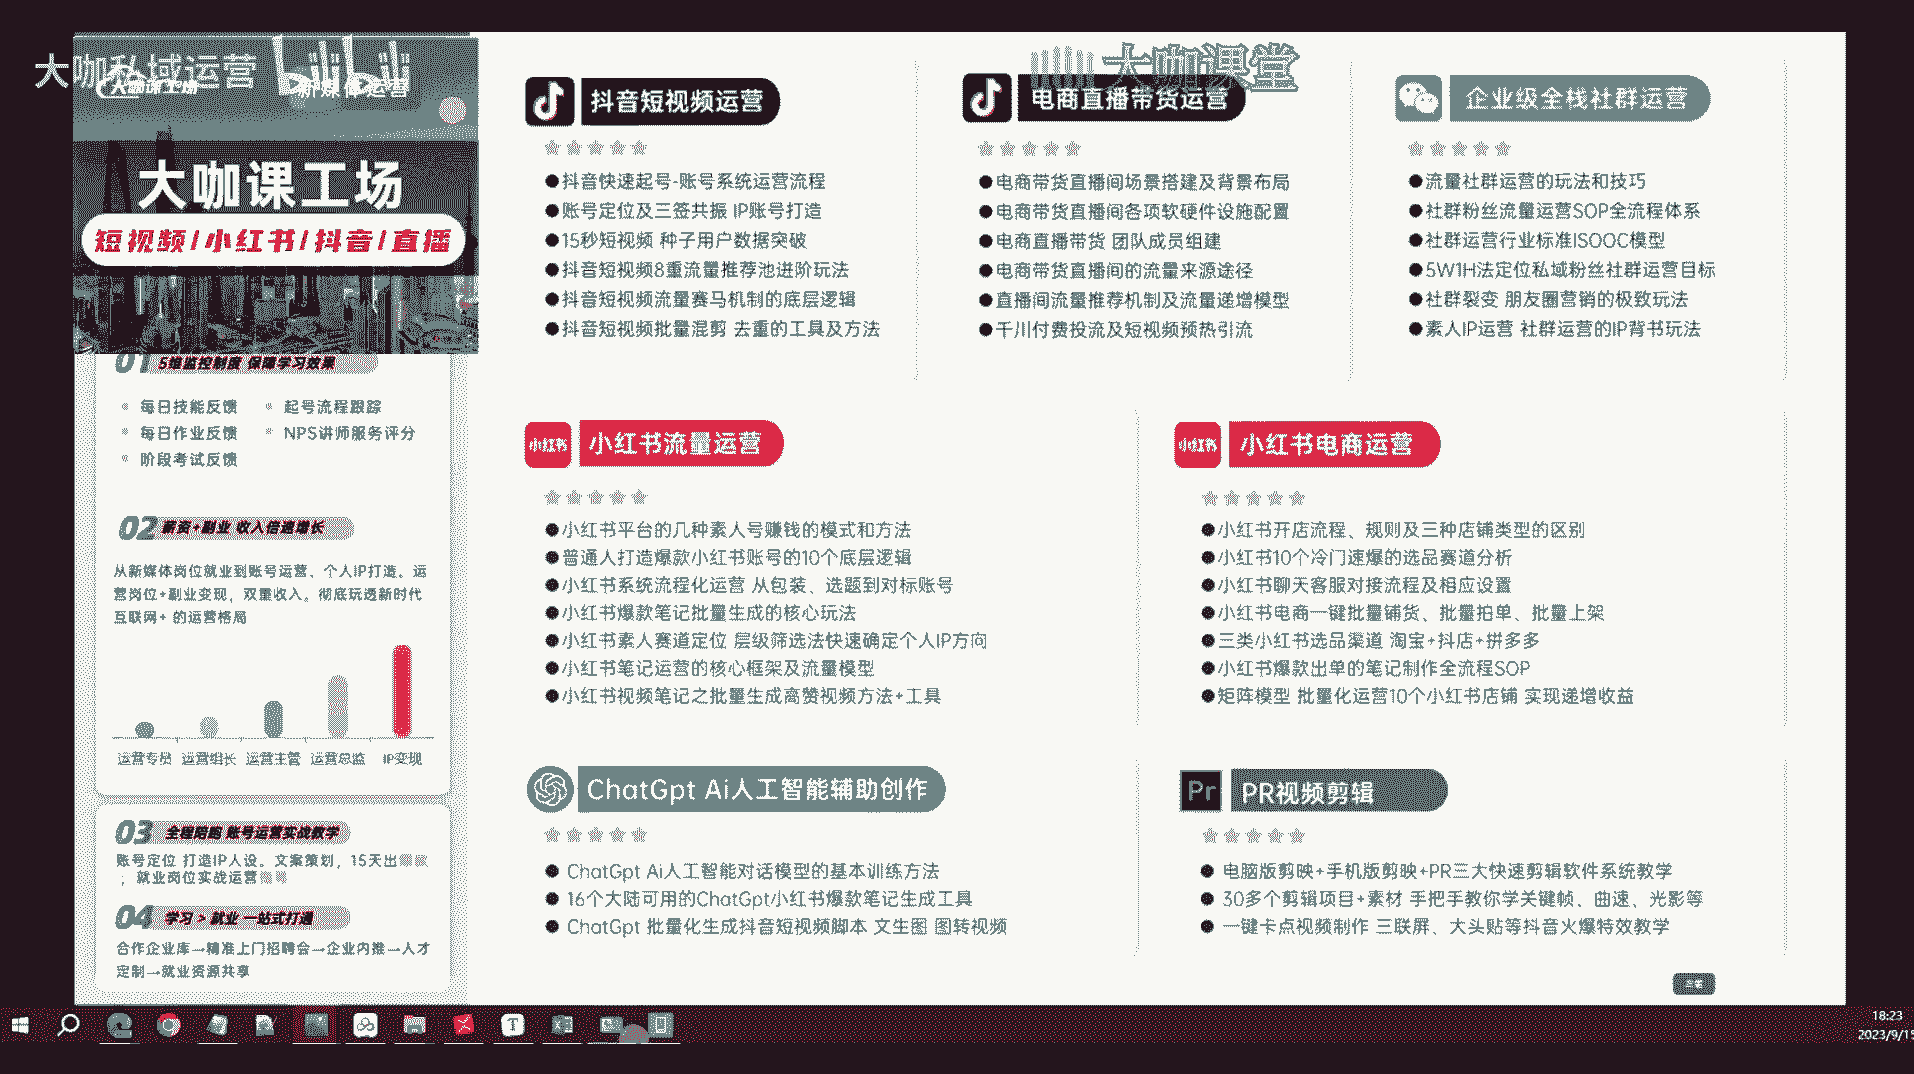 大咖私域运营
bilibili
大咖课工场
新媒体运营
大咖课堂
大咖课工场
短视频/小红书/抖音/直播
01 5维监控制度 保障学习效果
每日技能反馈 起号流程跟踪
每日作业反馈 NPS讲师服务评分
阶段考试反馈
02 薪资+副业 收入倍速增长
从新媒体岗位就业到账号运营、个人IP打造。运
营岗位+副业变现，双重收入。彻底玩透新时代
互联网+ 的运营格局
运营专员 运营组长 运营主管 运营总监 IP变现
03 全程陪跑 账号运营实战教学
账号定位 打造IP人设。文案策划，15天出
；就业岗位实战运营
04 学习 > 就业 一站式打通
合作企业库→精准上门招聘会→企业内推→人才
定制→就业资源共享
抖音短视频运营
●抖音快速起号-账号系统运营流程
●账号定位及三签共振 IP账号打造
●15秒短视频 种子用户数据突破
●抖音短视频8重流量推荐池进阶玩法
●抖音短视频流量赛马机制的底层逻辑
●抖音短视频批量混剪 去重的工具及方法
电商直播带货运营
●电商带货直播间场景搭建及背景布局
●电商带货直播间各项软硬件设施配置
●电商直播带货 团队成员组建
●电商带货直播间的流量来源途径
●直播间流量推荐机制及流量递增模型
●千川付费投流及短视频预热引流
企业级全栈社群运营
●流量社群运营的玩法和技巧
●社群粉丝流量运营SOP全流程体系
●社群运营行业标准ISOOC模型
●5W1H法定位私域粉丝社群运营目标
●社群裂变 朋友圈营销的极致玩法
●素人IP运营 社群运营的IP背书玩法
小红书 小红书流量运营
●小红书平台的几种素人号赚钱的模式和方法
●普通人打造爆款小红书账号的10个底层逻辑
●小红书系统流程化运营 从包装、选题到对标账号
●小红书爆款笔记批量生成的核心玩法
●小红书素人赛道定位 层级筛选法快速确定个人IP方向
●小红书笔记运营的核心框架及流量模型
●小红书视频笔记之批量生成高赞视频方法+工具
小红书 小红书电商运营
●小红书开店流程、规则及三种店铺类型的区别
●小红书10个冷门速爆的选品赛道分析
●小红书聊天客服对接流程及相应设置
●小红书电商一键批量铺货、批量拍单、批量上架
●三类小红书选品渠道 淘宝+抖店+拼多多
●小红书爆款出单的笔记制作全流程SOP
●矩阵模型 批量化运营10个小红书店铺 实现递增收益
ChatGpt Ai人工智能辅助创作
● ChatGpt Ai人工智能对话模型的基本训练方法
● 16个大陆可用的ChatGpt小红书爆款笔记生成工具
● ChatGpt 批量化生成抖音短视频脚本 文生图 图转视频
Pr PR视频剪辑
● 电脑版剪映+手机版剪映+PR三大快速剪辑软件系统教学
● 30多个剪辑项目+素材 手把手教你学关键帧、曲速、光影等
● 一键卡点视频制作 三联屏、大头贴等抖音火爆特效教学
18:23
2023/9/15